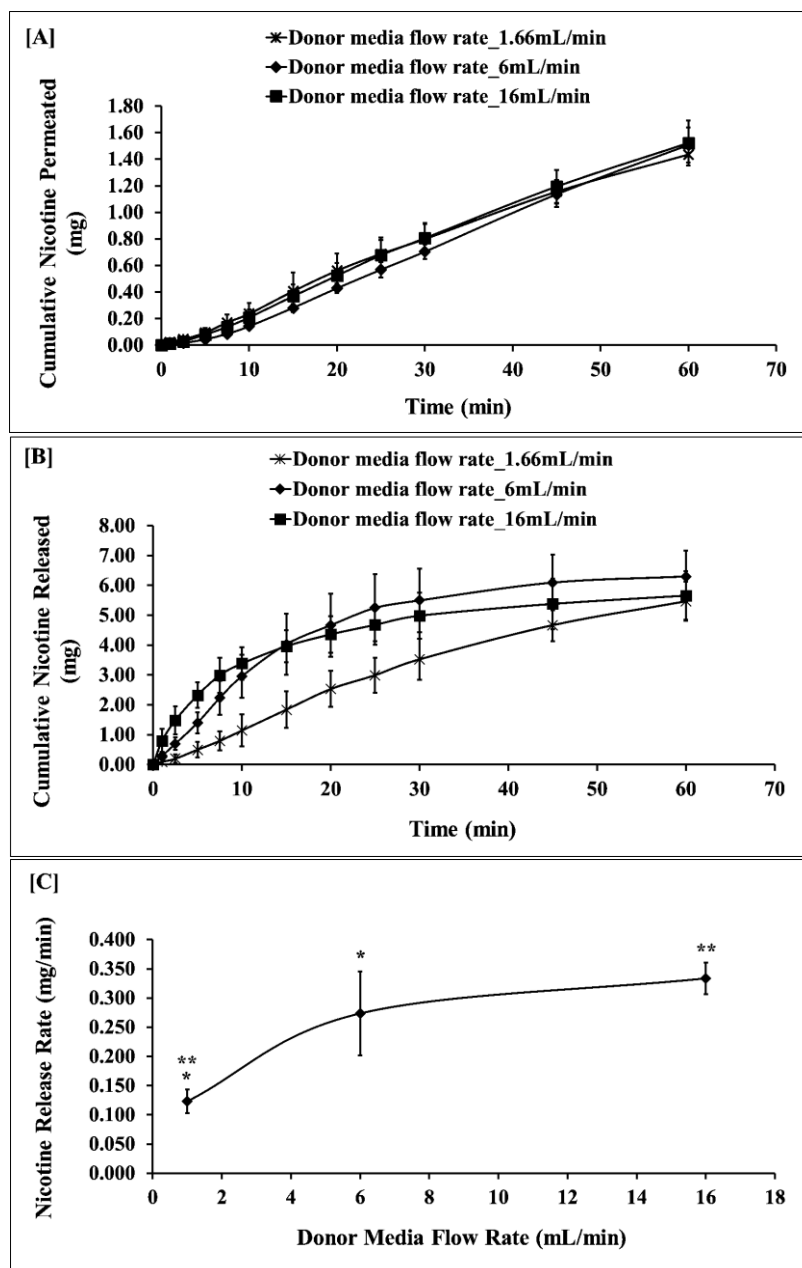 [A]
Donor media flow rate_1.66mL/min
Donor media flow rate_6mL/min
Donor media flow rate_16mL/min
Cumulative Nicotine Permeated
(mg)
1.80
1.60
1.40
1.20
1.00
0.80
0.60
0.40
0.20
0.00
0 10 20 30 40 50 60 70
Time (min)
[B]
Donor media flow rate_1.66mL/min
Donor media flow rate_6mL/min
Donor media flow rate_16mL/min
Cumulative Nicotine Released
(mg)
8.00
7.00
6.00
5.00
4.00
3.00
2.00
1.00
0.00
0 10 20 30 40 50 60 70
Time (min)
[C]
Nicotine Release Rate (mg/min)
0.400
0.350
0.300
0.250
0.200
0.150
0.100
0.050
0.000
**
*
*
**
0 2 4 6 8 10 12 14 16 18
Donor Media Flow Rate (mL/min)